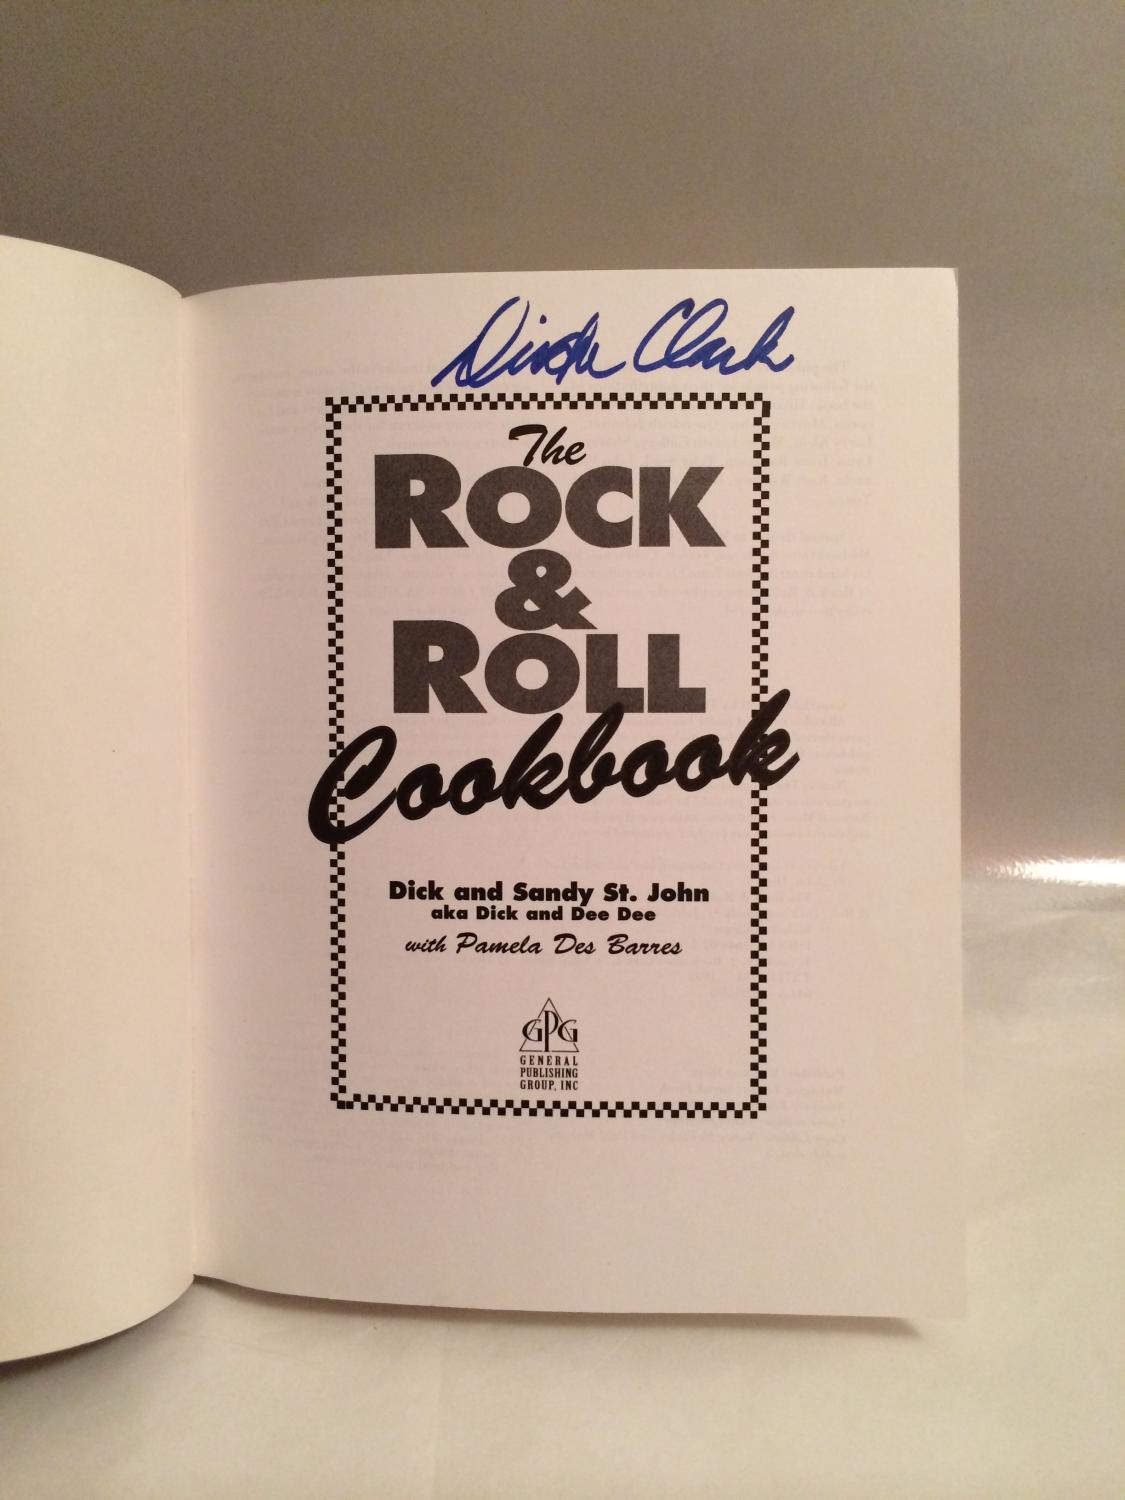 Clark
The
ROCK
&
ROLL
Cookbook
Dick and Sandy St. John
aka Dick and Dee Dee
with Pamela Des Barres
GPG
GENERAL
PUBLISHING
GROUP, INC